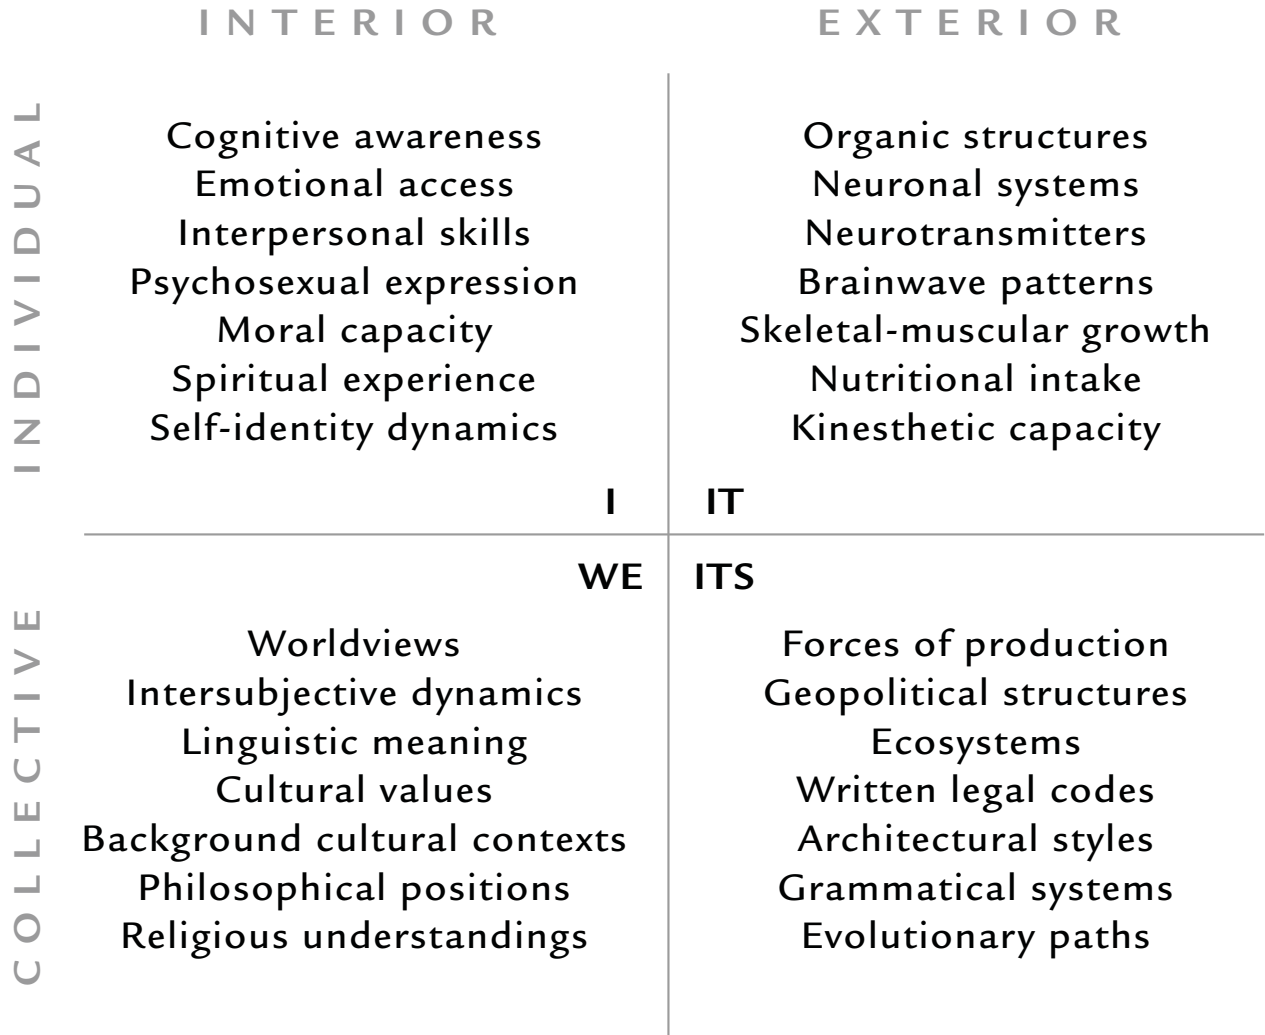 INTERIOR
EXTERIOR
INDIVIDUAL
Cognitive awareness
Emotional access
Interpersonal skills
Psychosexual expression
Moral capacity
Spiritual experience
Self-identity dynamics
I
Organic structures
Neuronal systems
Neurotransmitters
Brainwave patterns
Skeletal-muscular growth
Nutritional intake
Kinesthetic capacity
IT
COLLECTIVE
WE
Worldviews
Intersubjective dynamics
Linguistic meaning
Cultural values
Background cultural contexts
Philosophical positions
Religious understandings
ITS
Forces of production
Geopolitical structures
Ecosystems
Written legal codes
Architectural styles
Grammatical systems
Evolutionary paths